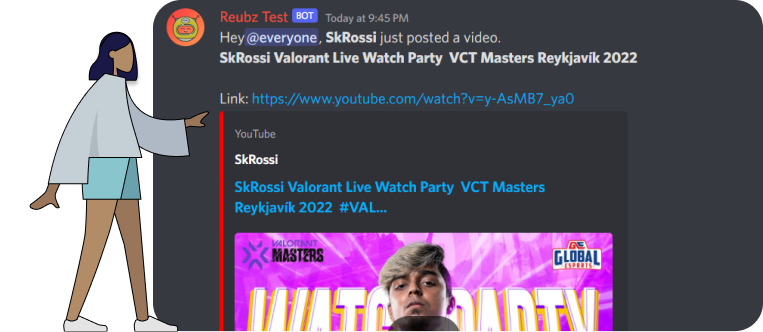 Reubz Test BOT Today at 9:45 PM
Hey @everyone, SkRossi just posted a video.
SkRossi Valorant Live Watch Party VCT Masters Reykjavík 2022
Link: https://www.youtube.com/watch?v=y-AsMB7_ya0
YouTube
SkRossi
SkRossi Valorant Live Watch Party VCT Masters
Reykjavík 2022 #VAL...
VALORANT
MASTERS
GLOBAL
ESPORTS
WATCH PARTY